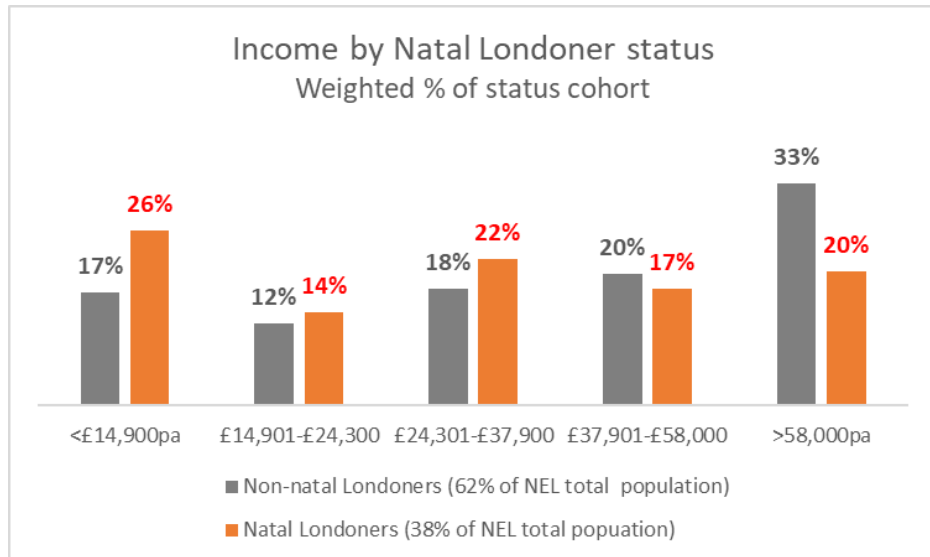 Income by Natal Londoner status
Weighted % of status cohort
33%
26%
22%
20%
20%
17%
18%
17%
12%
14%
<£14,900pa £14,901-£24,300 £24,301-£37,900 £37,901-£58,000 >58,000pa
Non-natal Londoners (62% of NEL total population)
Natal Londoners (38% of NEL total popuation)